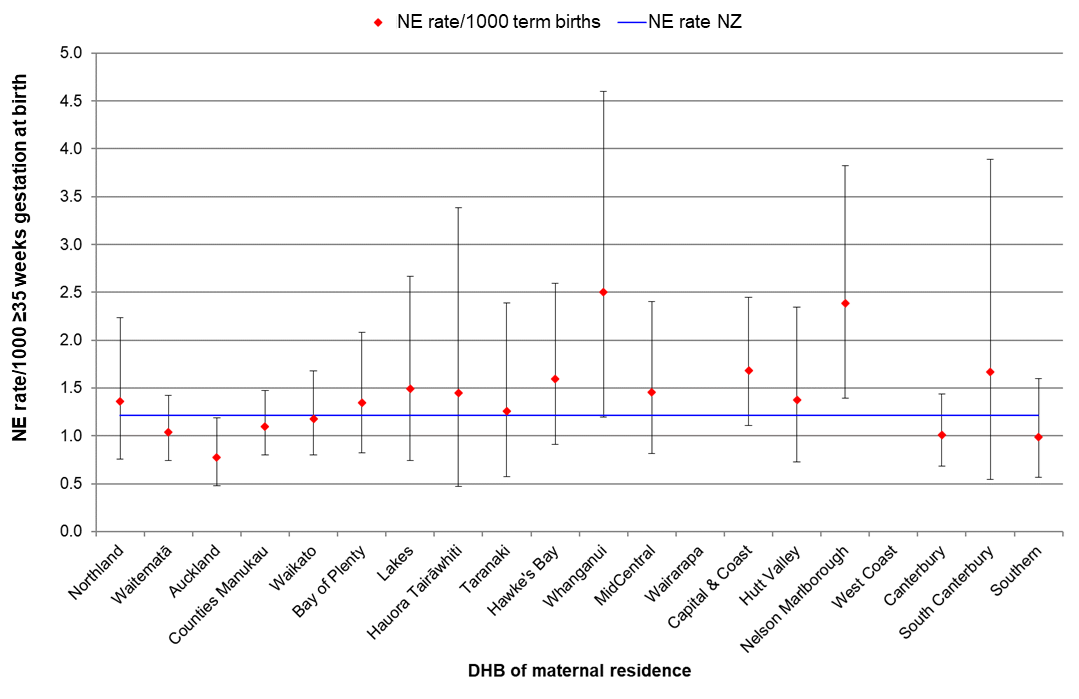 NE rate/1000 term births NE rate NZ
NE rate/1000 ≥35 weeks gestation at birth
5.0
4.5
4.0
3.5
3.0
2.5
2.0
1.5
1.0
0.5
0.0
Northland
Waitematā
Auckland
Counties Manukau
Waikato
Bay of Plenty
Lakes
Hauora Tairāwhiti
Taranaki
Hawke's Bay
Whanganui
MidCentral
Wairarapa
Capital & Coast
Hutt Valley
Nelson Marlborough
West Coast
Canterbury
South Canterbury
Southern
DHB of maternal residence